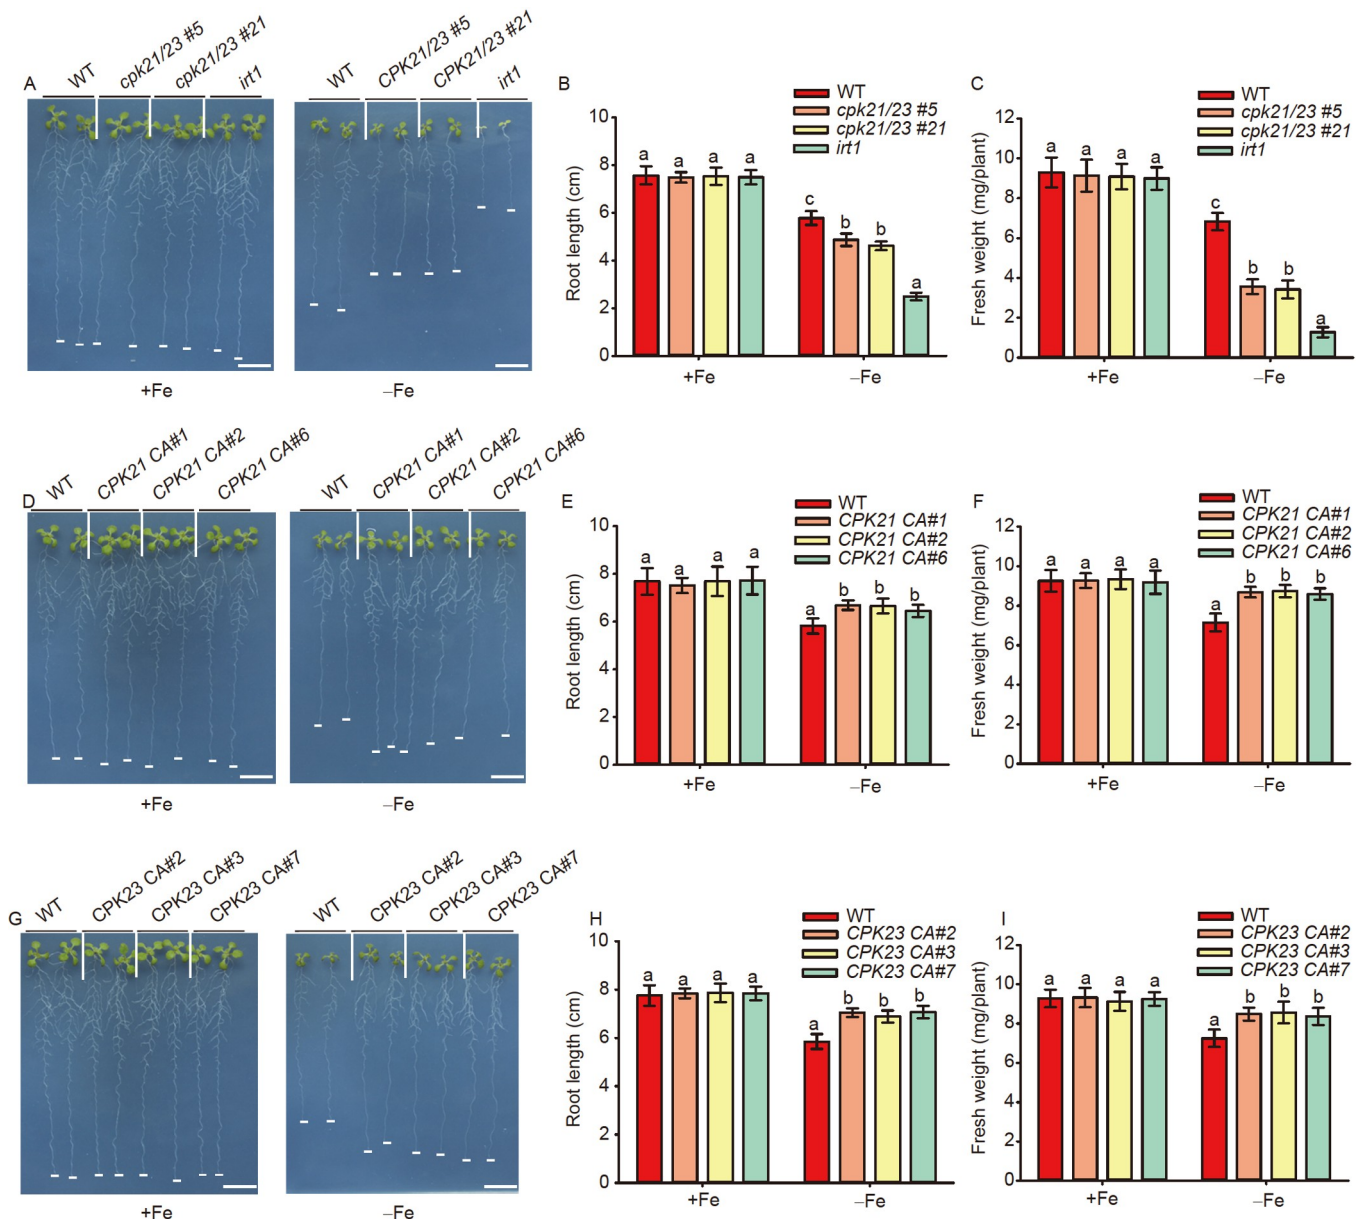 A
WT
cpk21/23 #5
cpk21/23 #21
irt1
WT
CPK21/23 #5
CPK21/23 #21
irt1
+Fe
–Fe
B
WT
cpk21/23 #5
cpk21/23 #21
irt1
Root length (cm)
10
8
6
4
2
0
a a a a
c b b a
+Fe –Fe
C
WT
cpk21/23 #5
cpk21/23 #21
irt1
Fresh weight (mg/plant)
12
10
8
6
4
2
0
a a a a
c b b a
+Fe –Fe
D
WT
CPK21 CA#1
CPK21 CA#2
CPK21 CA#6
WT
CPK21 CA#1
CPK21 CA#2
CPK21 CA#6
+Fe
–Fe
E
WT
CPK21 CA#1
CPK21 CA#2
CPK21 CA#6
Root length (cm)
10
8
6
4
2
0
a a a a
a b b b
+Fe –Fe
F
WT
CPK21 CA#1
CPK21 CA#2
CPK21 CA#6
Fresh weight (mg/plant)
12
10
8
6
4
2
0
a a a a
a b b b
+Fe –Fe
G
WT
CPK23 CA#2
CPK23 CA#3
CPK23 CA#7
WT
CPK23 CA#2
CPK23 CA#3
CPK23 CA#7
+Fe
–Fe
H
WT
CPK23 CA#2
CPK23 CA#3
CPK23 CA#7
Root length (cm)
10
8
6
4
2
0
a a a a
a b b b
+Fe –Fe
I
WT
CPK23 CA#2
CPK23 CA#3
CPK23 CA#7
Fresh weight (mg/plant)
12
10
8
6
4
2
0
a a a a
a b b b
+Fe –Fe